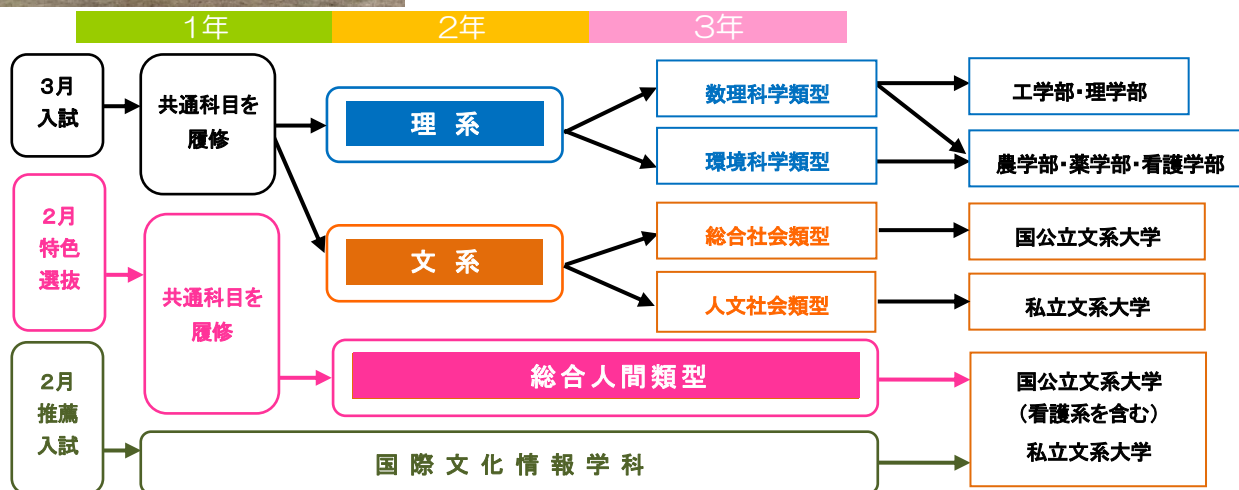 1年
2年
3年
3月
入試
共通科目を
履修
理系
数理科学類型
工学部・理学部
環境科学類型
農学部・薬学部・看護学部
2月
特色
選抜
共通科目を
履修
文系
総合社会類型
国公立文系大学
人文社会類型
私立文系大学
総合人間類型
国公立文系大学
（看護系を含む）
私立文系大学
2月
推薦
入試
国際文化情報学科